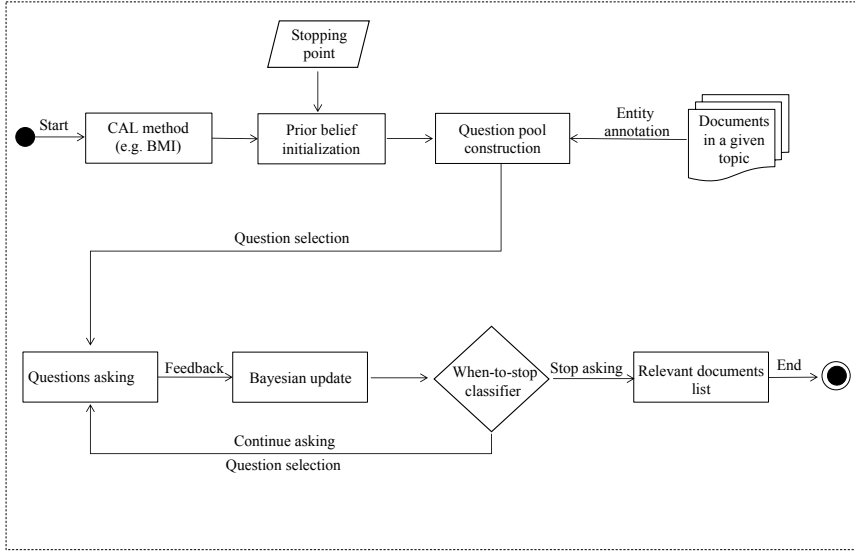 Stopping
point
Start
CAL method
(e.g. BMI)
Prior belief
initialization
Question pool
construction
Entity
annotation
Documents
in a given
topic
Question selection
Questions asking
Feedback
Bayesian update
When-to-stop
classifier
Stop asking
Relevant documents
list
End
Continue asking
Question selection